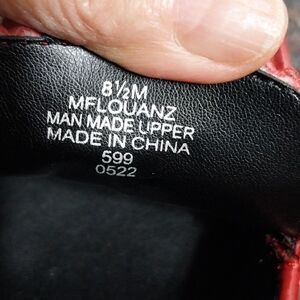 8½M
MFLOUANZ
MAN MADE UPPER
MADE IN CHINA
599
0522